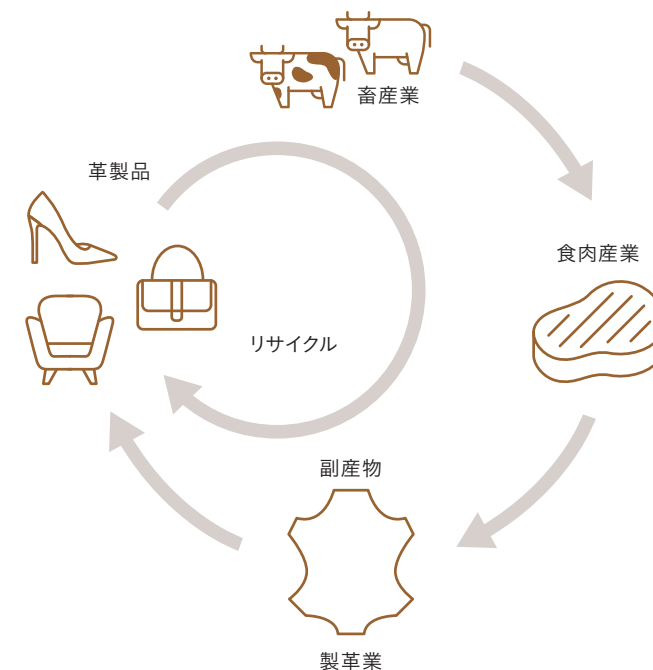 畜産業
革製品
食肉産業
リサイクル
副産物
製革業